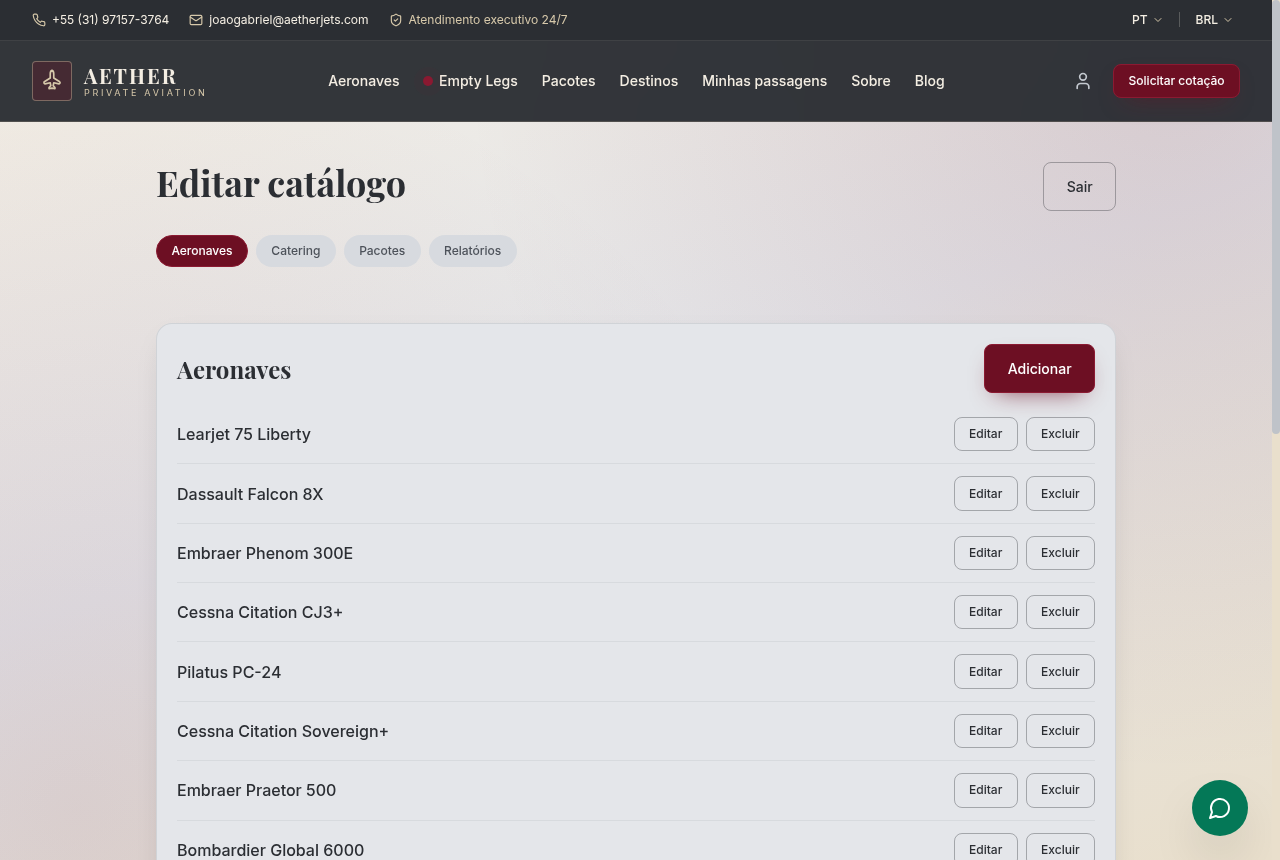 +55 (31) 97157-3764 joaogabriel@aetherjets.com Atendimento executivo 24/7 PT BRL
AETHER
PRIVATE AVIATION
Aeronaves Empty Legs Pacotes Destinos Minhas passagens Sobre Blog Solicitar cotação
Editar catálogo Sair
Aeronaves Catering Pacotes Relatórios
Aeronaves Adicionar
Learjet 75 Liberty Editar Excluir
Dassault Falcon 8X Editar Excluir
Embraer Phenom 300E Editar Excluir
Cessna Citation CJ3+ Editar Excluir
Pilatus PC-24 Editar Excluir
Cessna Citation Sovereign+ Editar Excluir
Embraer Praetor 500 Editar Excluir
Bombardier Global 6000 Editar Excluir